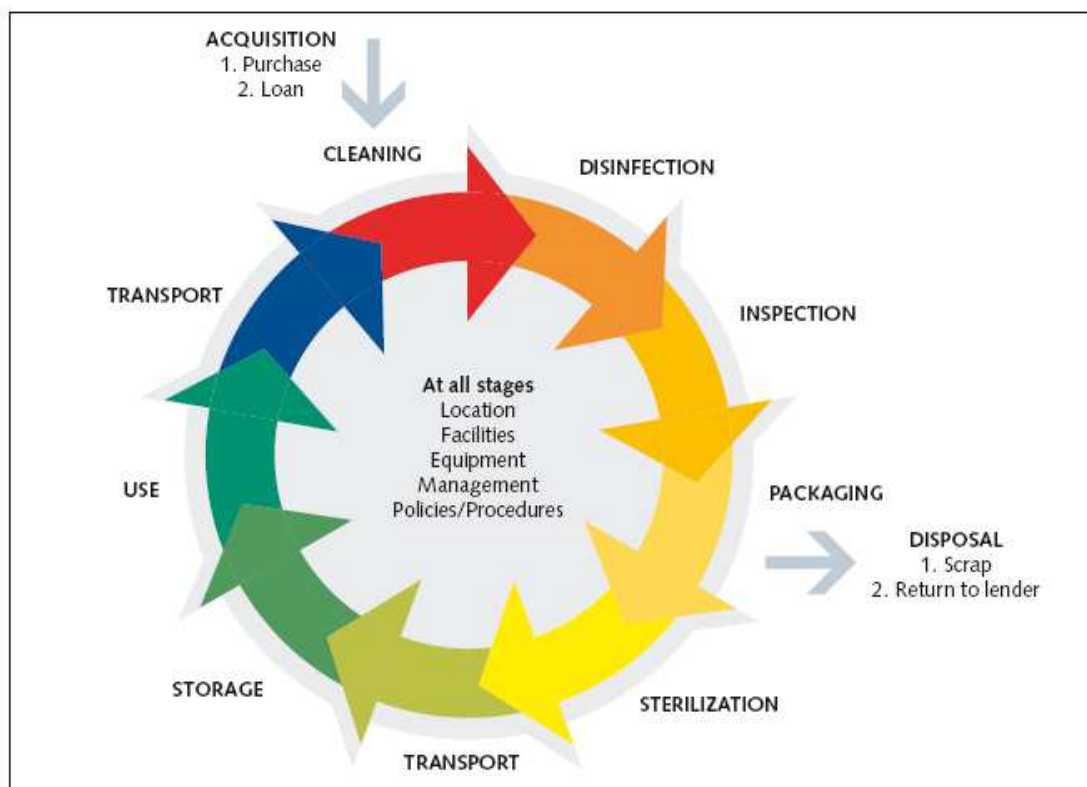 ACQUISITION
1. Purchase
2. Loan
CLEANING
DISINFECTION
INSPECTION
PACKAGING
DISPOSAL
1. Scrap
2. Return to lender
STERILIZATION
TRANSPORT
STORAGE
USE
TRANSPORT
At all stages
Location
Facilities
Equipment
Management
Policies/Procedures